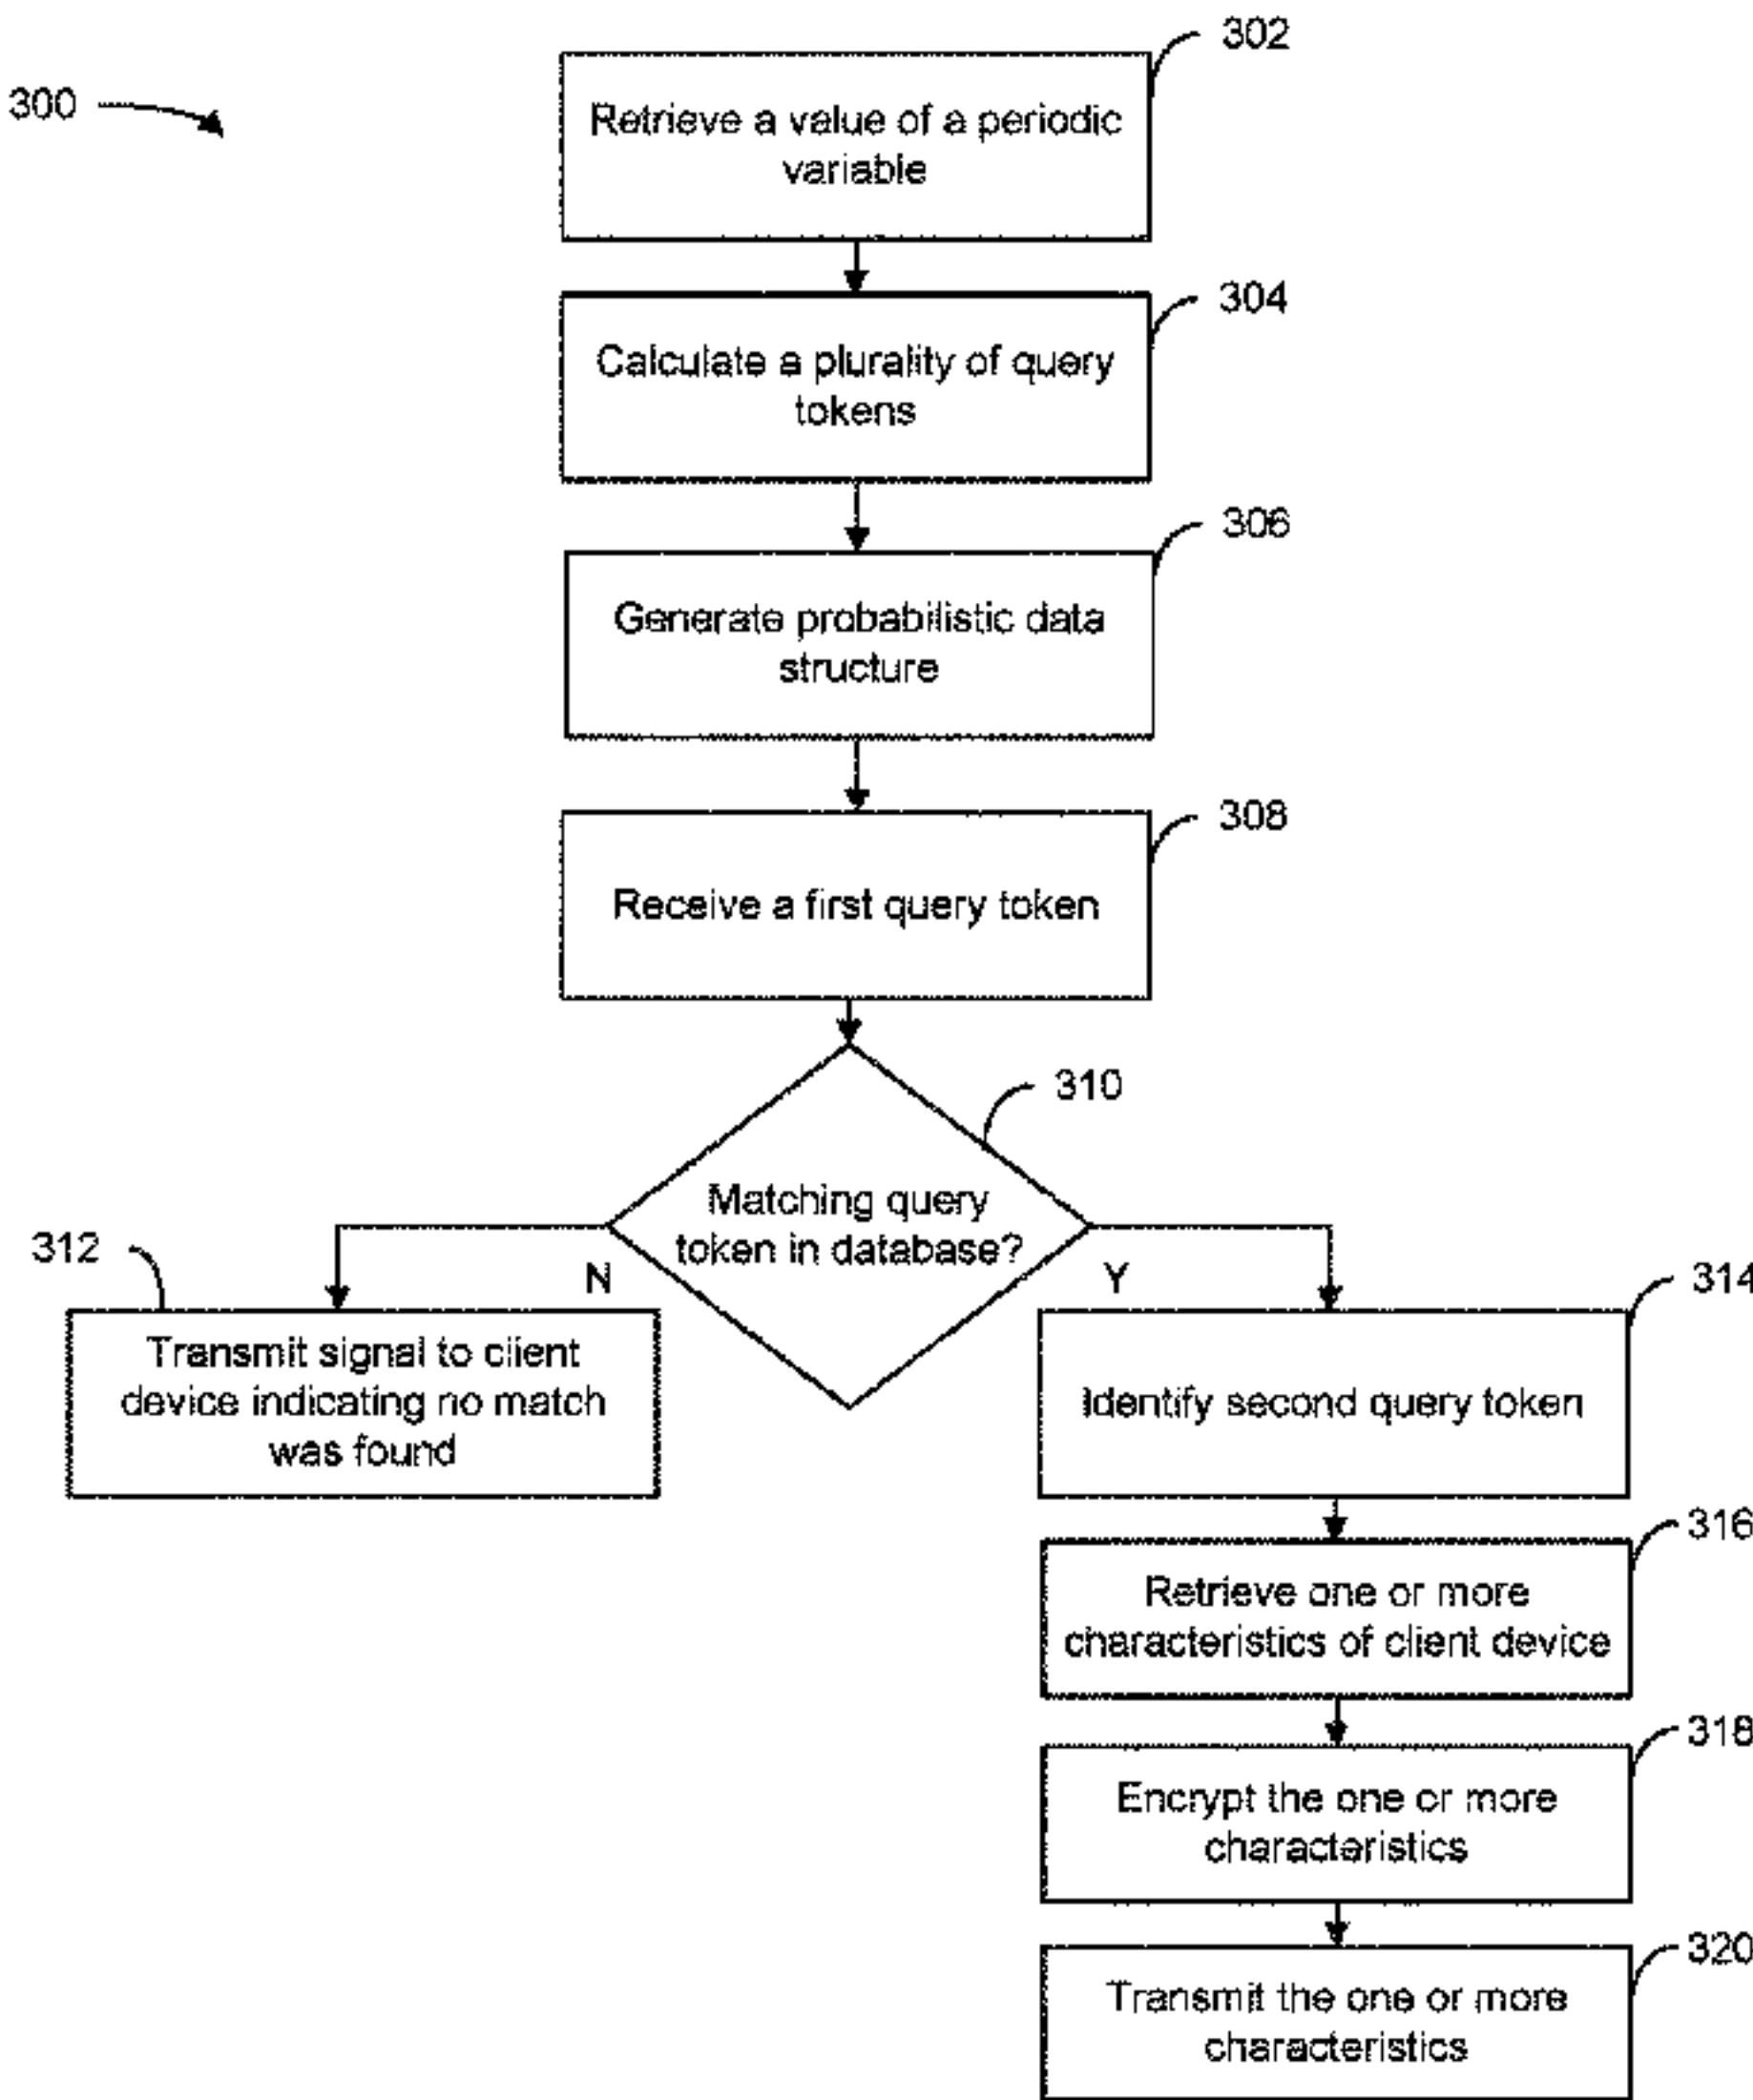 302
300
Retrieve a value of a periodic
variable
304
Calculate a plurality of query
tokens
306
Generate probabilistic data
structure
308
Receive a first query token
310
Matching query
token in database?
312
N
Y
314
Transmit signal to client
device indicating no match
was found
Identify second query token
316
Retrieve one or more
characteristics of client device
318
Encrypt the one or more
characteristics
320
Transmit the one or more
characteristics